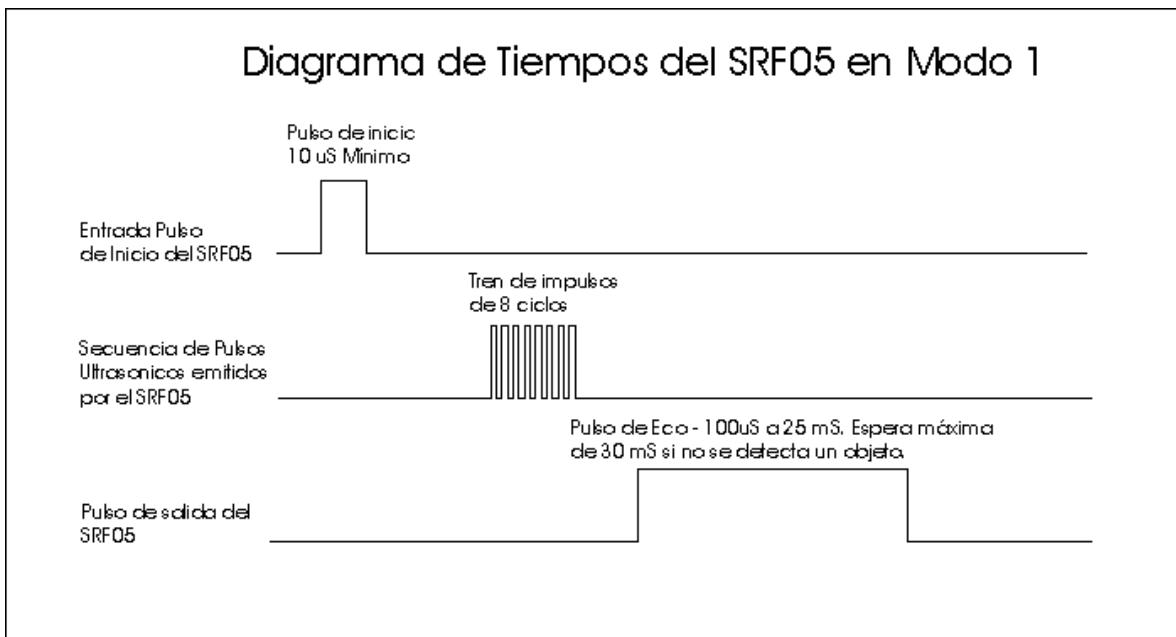 Diagrama de Tiempos del SRF05 en Modo 1
Pulso de inicio
10 uS Mínimo
Entrada Pulso
de Inicio del SRF05
Tren de impulsos
de 8 ciclos
Secuencia de Pulsos
Ultrasonicos emitidos
por el SRF05
Pulso de Eco - 100uS a 25 mS. Espera máxima
de 30 mS si no se detecta un objeto.
Pulso de salida del
SRF05